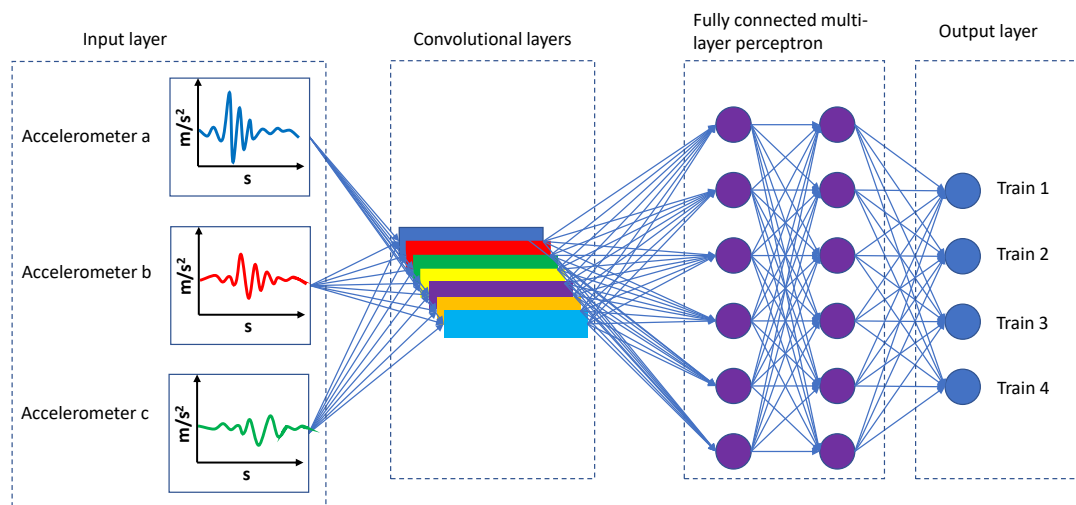 Input layer
Convolutional layers
Fully connected multi-
layer perceptron
Output layer
Accelerometer a
m/s²
s
Accelerometer b
m/s²
s
Accelerometer c
m/s²
s
Train 1
Train 2
Train 3
Train 4